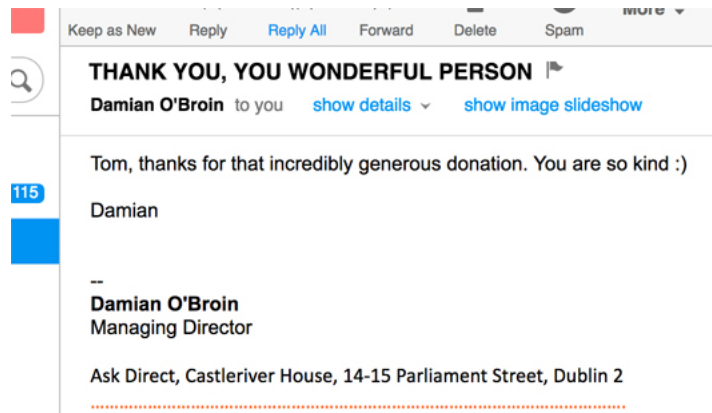 More
Keep as New Reply Reply All Forward Delete Spam
THANK YOU, YOU WONDERFUL PERSON
Damian O'Broin to you show details show image slideshow
Tom, thanks for that incredibly generous donation. You are so kind :)
115
Damian
--
Damian O'Broin
Managing Director
Ask Direct, Castleriver House, 14-15 Parliament Street, Dublin 2